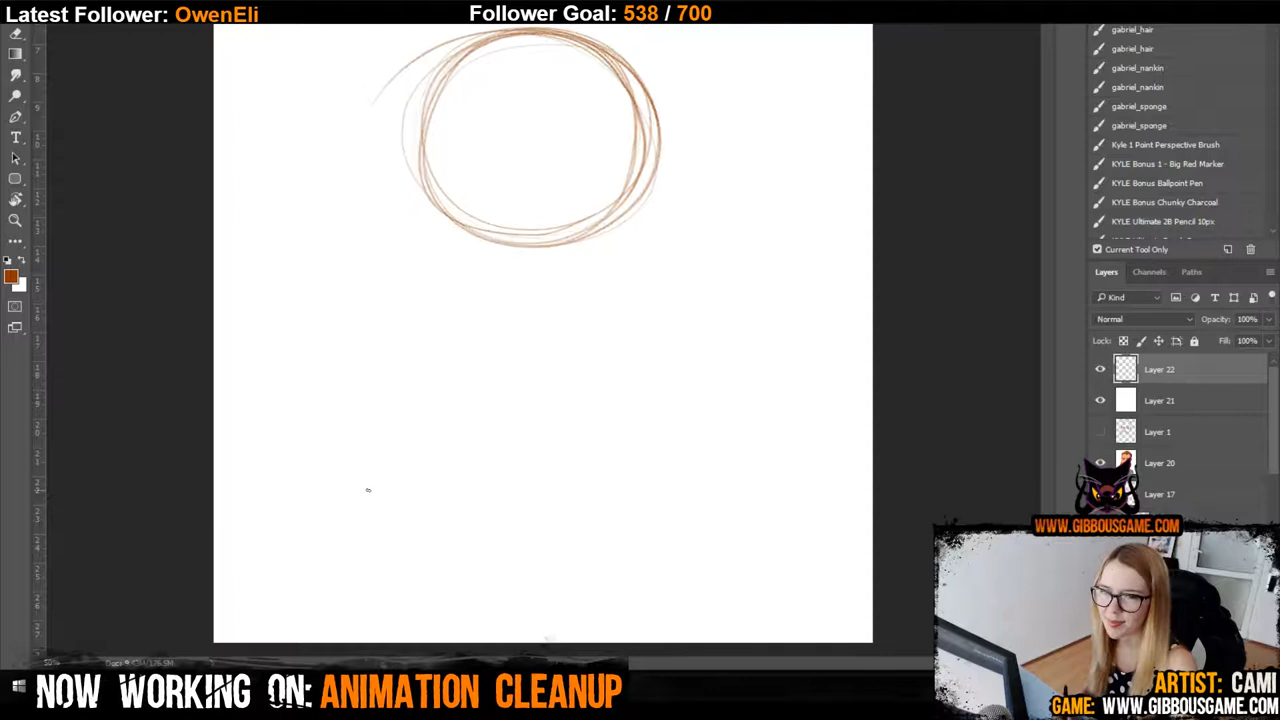 Latest Follower: OwenEli
Follower Goal: 538 / 700
gabriel_hair
gabriel_hair
gabriel_nankin
gabriel_nankin
gabriel_sponge
gabriel_sponge
Kyle 1 Point Perspective Brush
KYLE Bonus 1 - Big Red Marker
KYLE Bonus Ballpoint Pen
KYLE Bonus Chunky Charcoal
KYLE Ultimate 2B Pencil 10px
Current Tool Only
Layers Channels Paths
Kind
Normal Opacity: 100%
Lock: Fill: 100%
Layer 22
Layer 21
Layer 1
Layer 20
Layer 17
WWW.GIBBOUSGAME.COM
NOW WORKING ON: ANIMATION CLEANUP
ARTIST: CAMI
GAME: WWW.GIBBOUSGAME.COM